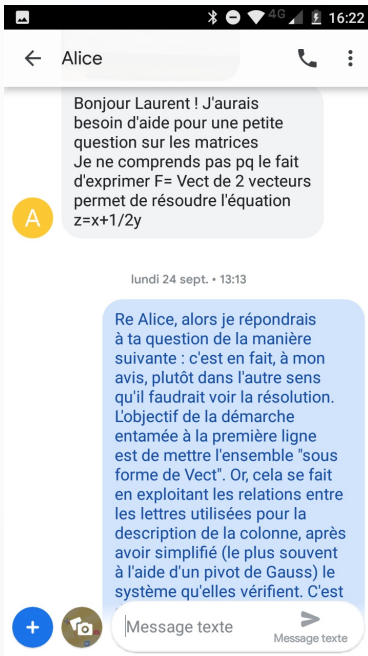 4G 16:22
Alice
Bonjour Laurent ! J'aurais
besoin d'aide pour une petite
question sur les matrices
Je ne comprends pas pq le fait
d'exprimer F= Vect de 2 vecteurs
permet de résoudre l'équation
z=x+1/2y
A
lundi 24 sept. • 13:13
Re Alice, alors je répondrais
à ta question de la manière
suivante : c'est en fait, à mon
avis, plutôt dans l'autre sens
qu'il faudrait voir la résolution.
L'objectif de la démarche
entamée à la première ligne
est de mettre l'ensemble "sous
forme de Vect". Or, cela se fait
en exploitant les relations entre
les lettres utilisées pour la
description de la colonne, après
avoir simplifié (le plus souvent
à l'aide d'un pivot de Gauss) le
système qu'elles vérifient. C'est
Message texte
Message texte